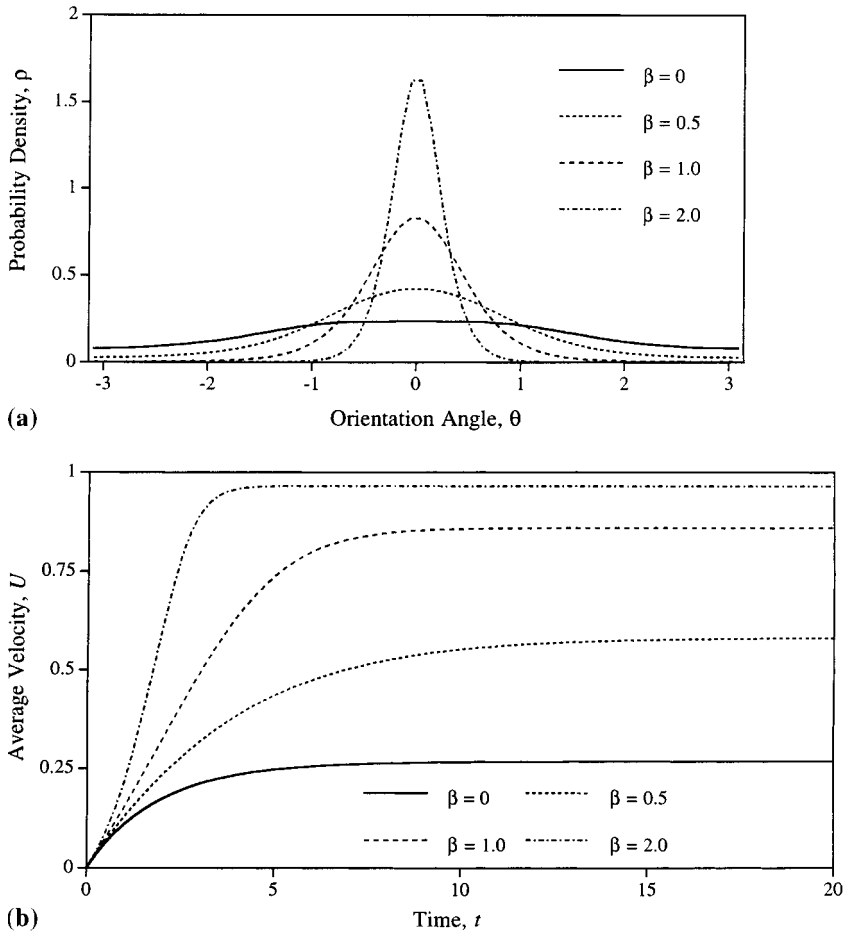 2
1.5
1
0.5
0
Probability Density, ρ
β = 0
β = 0.5
β = 1.0
β = 2.0
-3 -2 -1 0 1 2 3
(a)
Orientation Angle, θ
1
0.75
0.5
0.25
0
Average Velocity, U
β = 0 β = 0.5
β = 1.0 β = 2.0
0 5 10 15 20
(b)
Time, t